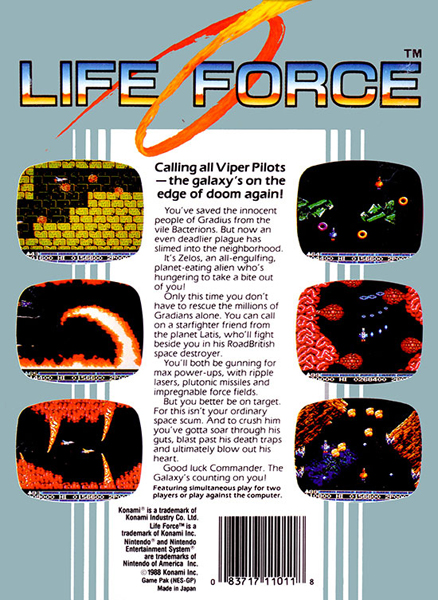 LIFE FORCE™
Calling all Viper Pilots
—the galaxy's on the
edge of doom again!
You've saved the innocent
people of Gradius from the
vile Bacterions. But now an
even deadlier plague has
slimed into the neighborhood.
It's Zelos, an all-engulfing,
planet-eating alien who's
hungering to take a bite out
of you!
Only this time you don't
have to rescue the millions of
Gradians alone. You can call
on a starfighter friend from
the planet Latis, who'll fight
beside you in his RoadBritish
space destroyer.
You'll both be gunning for
max power-ups, with ripple
lasers, plutonic missiles and
impregnable force fields.
But you better be on target.
For this isn't your ordinary
space scum. And to crush him
you've gotta soar through his
guts, blast past his death traps
and ultimately blow out his
heart.
Good luck Commander. The
Galaxy's counting on you!
Featuring simultaneous play for two
players or play against the computer.
Konami® is a trademark of
Konami Industry Co. Ltd.
Life Force™ is a
trademark of Konami Inc.
Nintendo® and Nintendo
Entertainment System®
are trademarks of
Nintendo of America Inc.
©1988 Konami Inc.
Game Pak (NES-GP)
Made in Japan
0 83717 11011 8